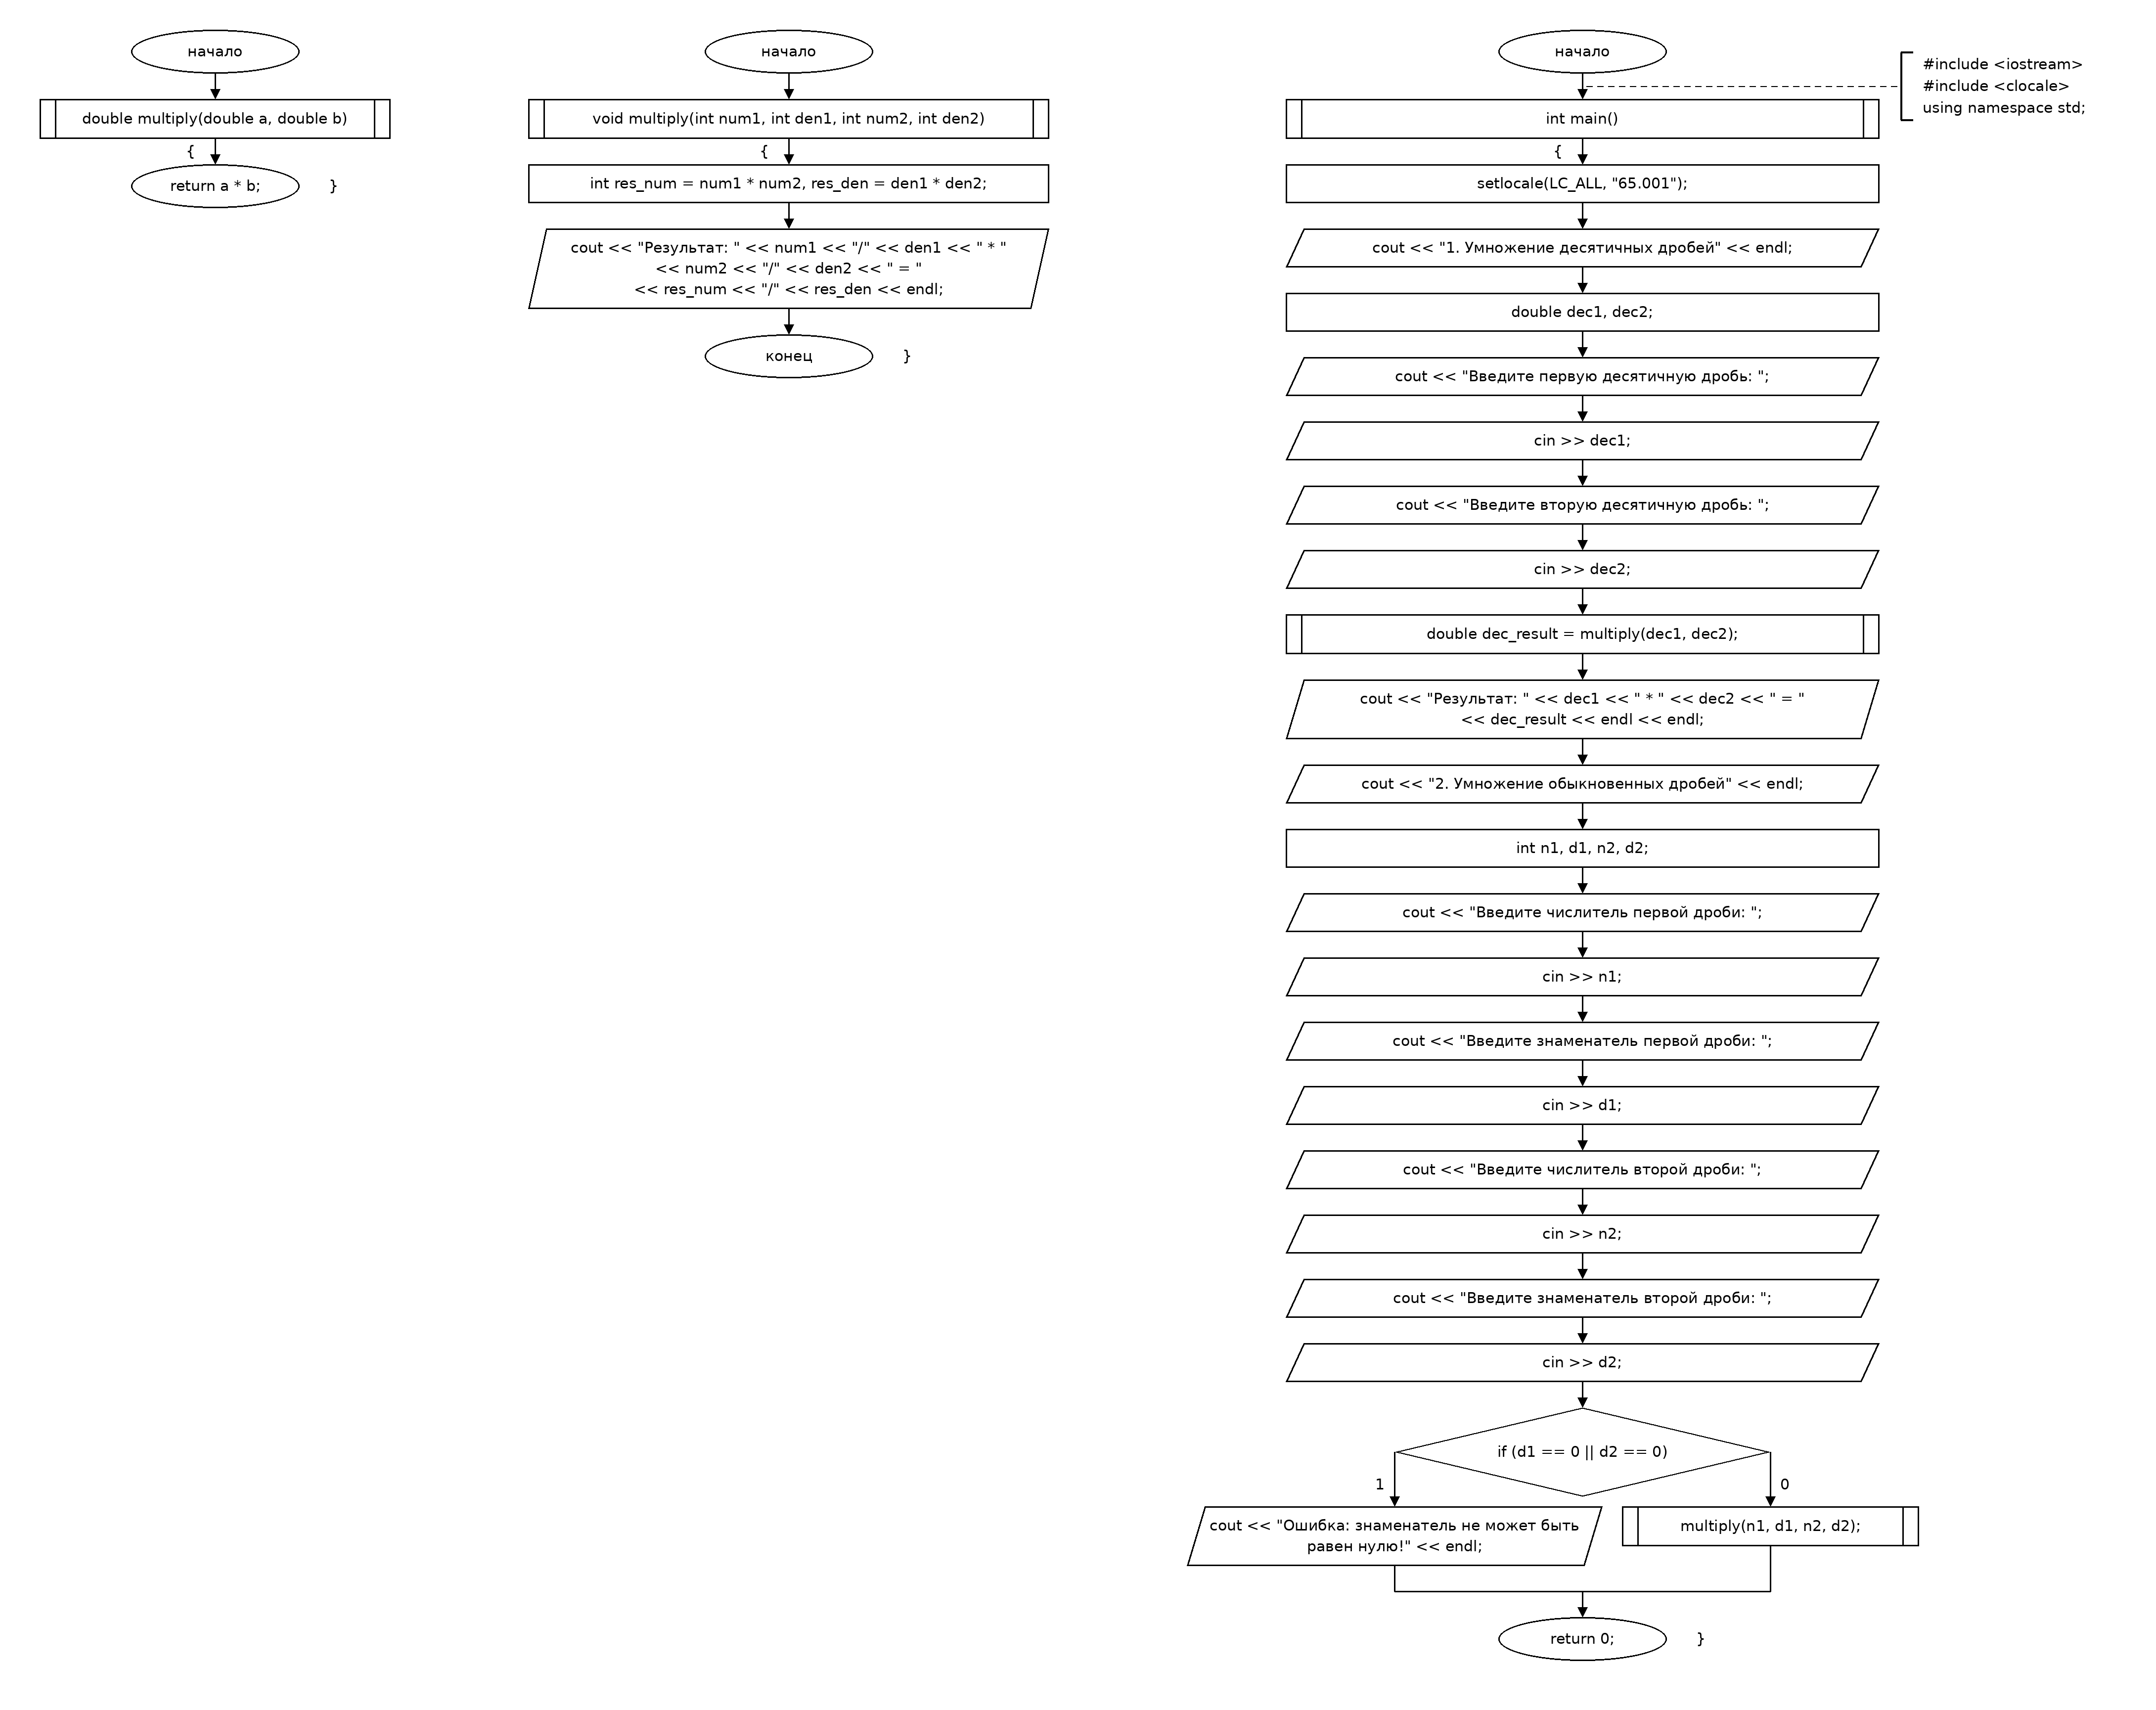 начало
double multiply(double a, double b)
{
return a * b;
}
начало
void multiply(int num1, int den1, int num2, int den2)
{
int res_num = num1 * num2, res_den = den1 * den2;
cout << "Результат: " << num1 << "/" << den1 << " * "
<< num2 << "/" << den2 << " = "
<< res_num << "/" << res_den << endl;
конец
}
начало
#include <iostream>
#include <clocale>
using namespace std;
int main()
{
setlocale(LC_ALL, "65.001");
cout << "1. Умножение десятичных дробей" << endl;
double dec1, dec2;
cout << "Введите первую десятичную дробь: ";
cin >> dec1;
cout << "Введите вторую десятичную дробь: ";
cin >> dec2;
double dec_result = multiply(dec1, dec2);
cout << "Результат: " << dec1 << " * " << dec2 << " = "
<< dec_result << endl << endl;
cout << "2. Умножение обыкновенных дробей" << endl;
int n1, d1, n2, d2;
cout << "Введите числитель первой дроби: ";
cin >> n1;
cout << "Введите знаменатель первой дроби: ";
cin >> d1;
cout << "Введите числитель второй дроби: ";
cin >> n2;
cout << "Введите знаменатель второй дроби: ";
cin >> d2;
if (d1 == 0 || d2 == 0)
1
0
cout << "Ошибка: знаменатель не может быть
равен нулю!" << endl;
multiply(n1, d1, n2, d2);
return 0;
}